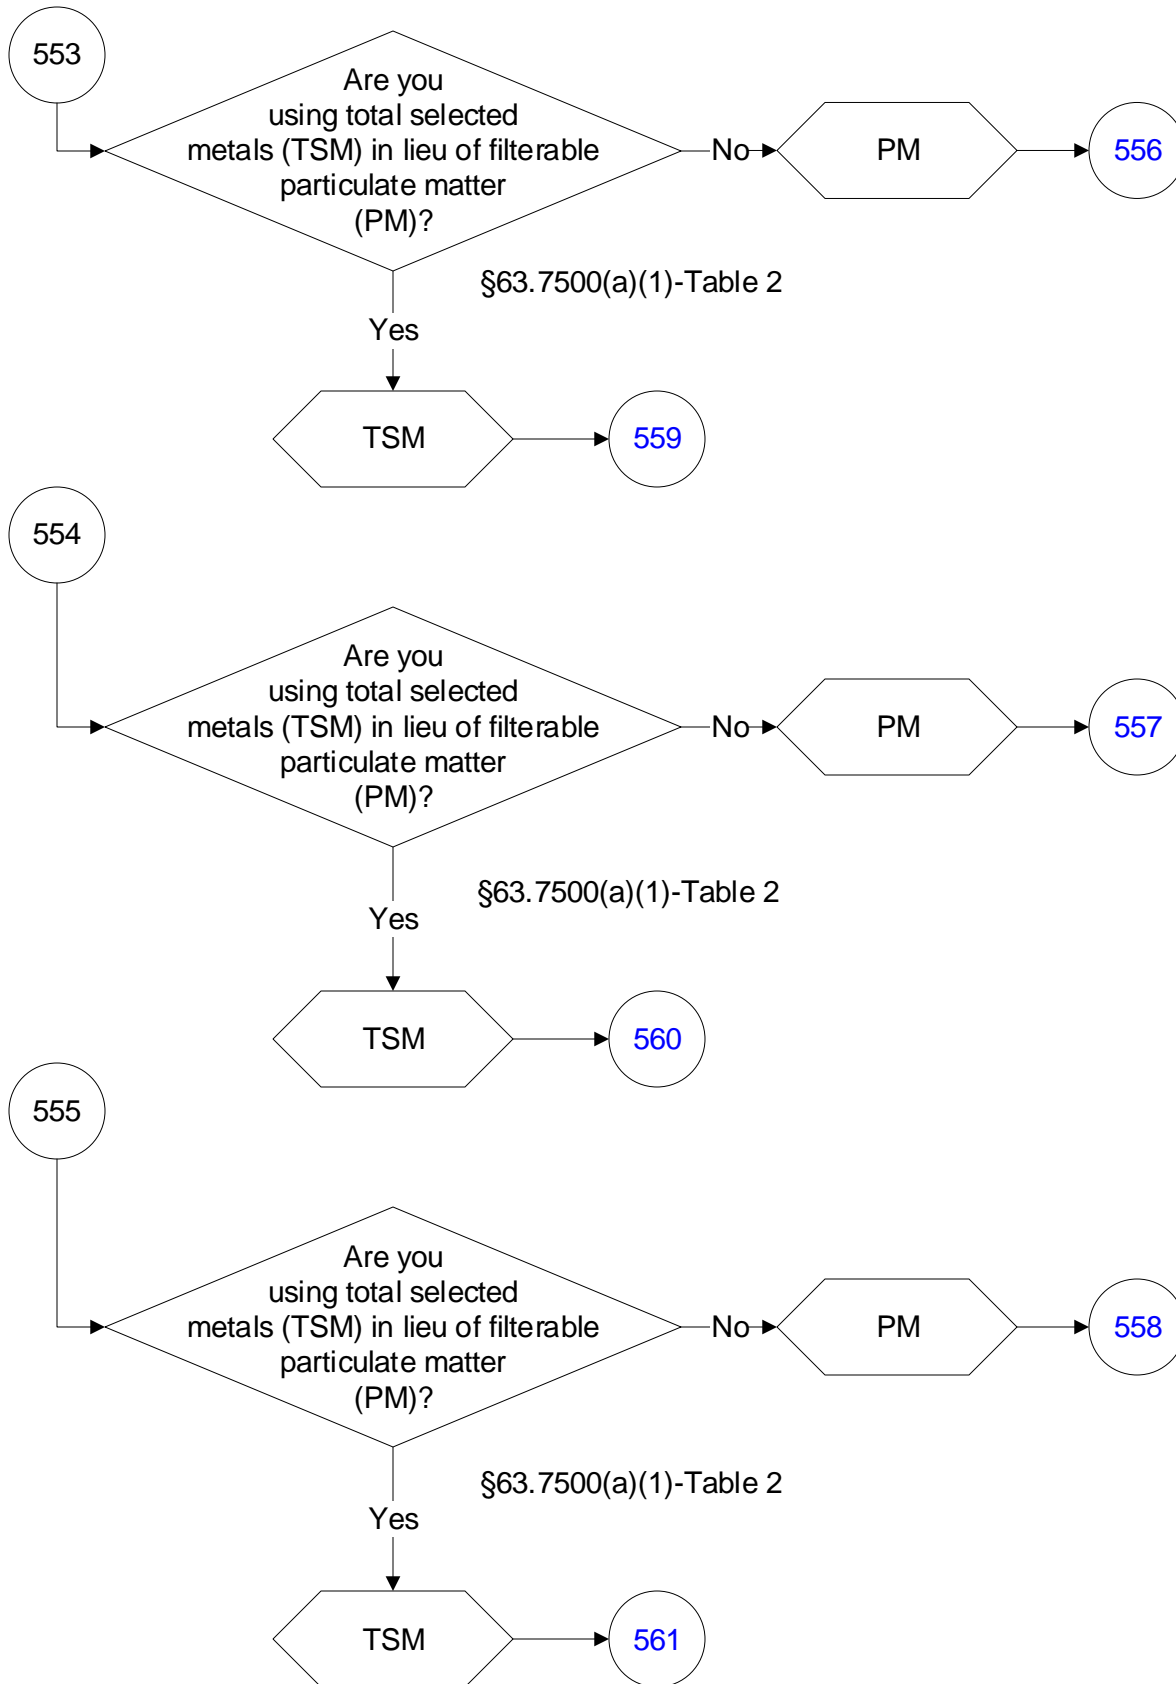 553
Are you
using total selected
metals (TSM) in lieu of filterable
particulate matter
(PM)?
No
PM
556
§63.7500(a)(1)-Table 2
Yes
TSM
559
554
Are you
using total selected
metals (TSM) in lieu of filterable
particulate matter
(PM)?
No
PM
557
§63.7500(a)(1)-Table 2
Yes
TSM
560
555
Are you
using total selected
metals (TSM) in lieu of filterable
particulate matter
(PM)?
No
PM
558
§63.7500(a)(1)-Table 2
Yes
TSM
561